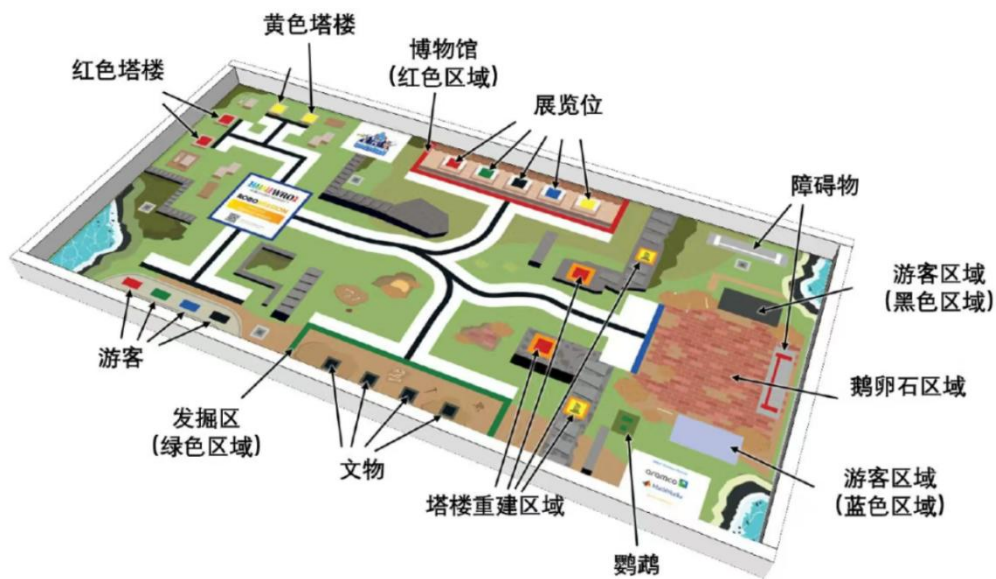 黄色塔楼
红色塔楼
博物馆
（红色区域）
展览位
障碍物
WRO
ROBO
游客区域
（黑色区域）
游客
鹅卵石区域
发掘区
（绿色区域）
文物
塔楼重建区域
aramco
游客区域
（蓝色区域）
鹦鹉